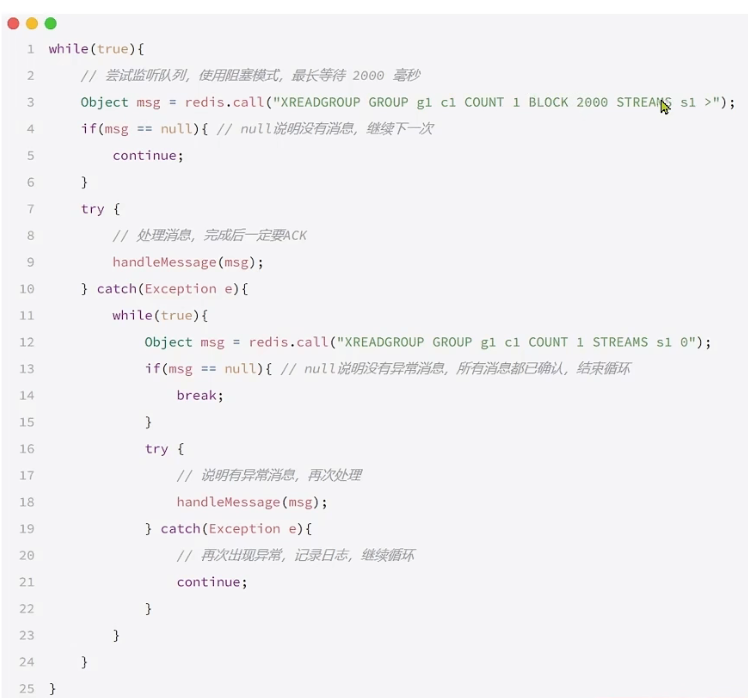 1 while(true){
2 // 尝试监听队列，使用阻塞模式，最长等待 2000 毫秒
3 Object msg = redis.call("XREADGROUP GROUP g1 c1 COUNT 1 BLOCK 2000 STREAMS s1 >");
4 if(msg == null){ // null说明没有消息，继续下一次
5 continue;
6 }
7 try {
8 // 处理消息，完成后一定要ACK
9 handleMessage(msg);
10 } catch(Exception e){
11 while(true){
12 Object msg = redis.call("XREADGROUP GROUP g1 c1 COUNT 1 STREAMS s1 0");
13 if(msg == null){ // null说明没有异常消息，所有消息都已确认，结束循环
14 break;
15 }
16 try {
17 // 说明有异常消息，再次处理
18 handleMessage(msg);
19 } catch(Exception e){
20 // 再次出现异常，记录日志，继续循环
21 continue;
22 }
23 }
24 }
25 }